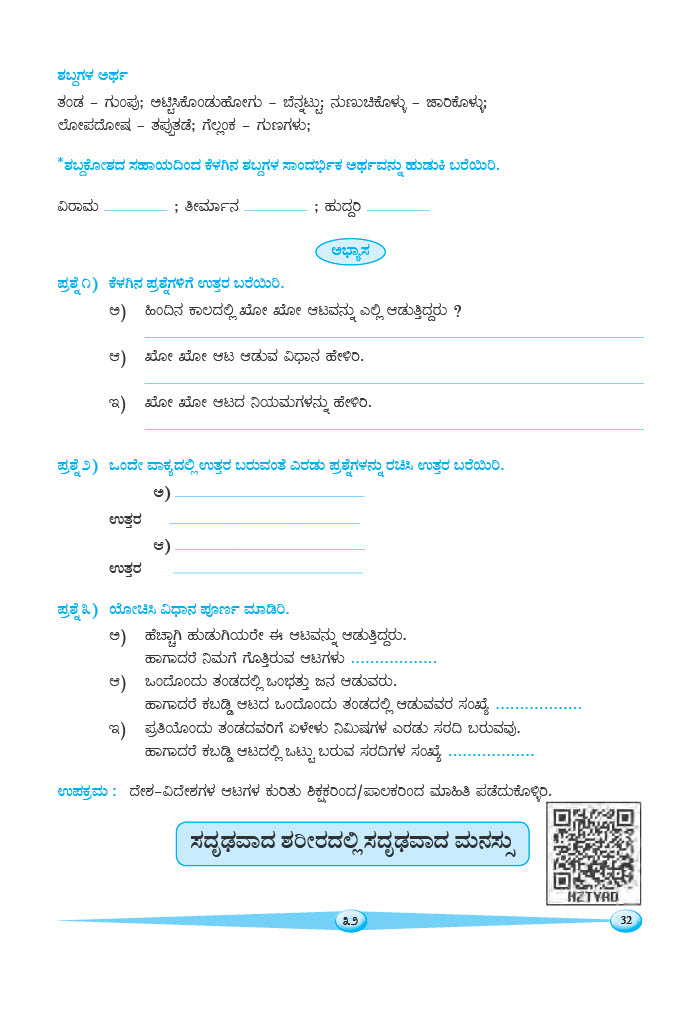 ಶಬ್ದಗಳ ಅರ್ಥ
ತಂಡ – ಗುಂಪು; ಅಟ್ಟಿಸಿಕೊಂಡುಹೋಗು – ಬೆನ್ನಟ್ಟು; ನುಣುಚಿಕೊಳ್ಳು – ಜಾರಿಕೊಳ್ಳು;
ಲೋಪದೋಷ – ತಪ್ಪುತಡೆ; ಗೆಲ್ಲಂಕ – ಗುಣಗಳು;
*ಶಬ್ದಕೋಶದ ಸಹಾಯದಿಂದ ಕೆಳಗಿನ ಶಬ್ದಗಳ ಸಾಂದರ್ಭಿಕ ಅರ್ಥವನ್ನು ಹುಡುಕಿ ಬರೆಯಿರಿ.
ವಿರಾಮ ________ ; ತೀರ್ಮಾನ ________ ; ಹುದ್ದರಿ ________
ಅಭ್ಯಾಸ
ಪ್ರಶ್ನೆ೧) ಕೆಳಗಿನ ಪ್ರಶ್ನೆಗಳಿಗೆ ಉತ್ತರ ಬರೆಯಿರಿ.
ಅ) ಹಿಂದಿನ ಕಾಲದಲ್ಲಿ ಖೋ ಖೋ ಆಟವನ್ನು ಎಲ್ಲಿ ಆಡುತ್ತಿದ್ದರು ?
ಆ) ಖೋ ಖೋ ಆಟ ಆಡುವ ವಿಧಾನ ಹೇಳಿರಿ.
ಇ) ಖೋ ಖೋ ಆಟದ ನಿಯಮಗಳನ್ನು ಹೇಳಿರಿ.
ಪ್ರಶ್ನೆ೨) ಒಂದೇ ವಾಕ್ಯದಲ್ಲಿ ಉತ್ತರ ಬರುವಂತೆ ಎರಡು ಪ್ರಶ್ನೆಗಳನ್ನು ರಚಿಸಿ ಉತ್ತರ ಬರೆಯಿರಿ.
ಅ) ________
ಉತ್ತರ ________
ಆ) ________
ಉತ್ತರ ________
ಪ್ರಶ್ನೆ೩) ಯೋಚಿಸಿ ವಿಧಾನ ಪೂರ್ಣ ಮಾಡಿರಿ.
ಅ) ಹೆಚ್ಚಾಗಿ ಹುಡುಗಿಯರೇ ಈ ಆಟವನ್ನು ಆಡುತ್ತಿದ್ದರು.
ಹಾಗಾದರೆ ನಿಮಗೆ ಗೊತ್ತಿರುವ ಆಟಗಳು ..................
ಆ) ಒಂದೊಂದು ತಂಡದಲ್ಲಿ ಒಂಭತ್ತು ಜನ ಆಡುವರು.
ಹಾಗಾದರೆ ಕಬಡ್ಡಿ ಆಟದ ಒಂದೊಂದು ತಂಡದಲ್ಲಿ ಆಡುವವರ ಸಂಖ್ಯೆ ..................
ಇ) ಪ್ರತಿಯೊಂದು ತಂಡದವರಿಗೆ ಏಳೇಳು ನಿಮಿಷಗಳ ಎರಡು ಸರದಿ ಬರುವವು.
ಹಾಗಾದರೆ ಕಬಡ್ಡಿ ಆಟದಲ್ಲಿ ಒಟ್ಟು ಬರುವ ಸರದಿಗಳ ಸಂಖ್ಯೆ ..................
ಉಪಕ್ರಮ : ದೇಶ–ವಿದೇಶಗಳ ಆಟಗಳ ಕುರಿತು ಶಿಕ್ಷಕರಿಂದ/ಪಾಲಕರಿಂದ ಮಾಹಿತಿ ಪಡೆದುಕೊಳ್ಳಿರಿ.
ಸದೃಢವಾದ ಶರೀರದಲ್ಲಿ ಸದೃಢವಾದ ಮನಸ್ಸು
HZTYAD
೩೨
32